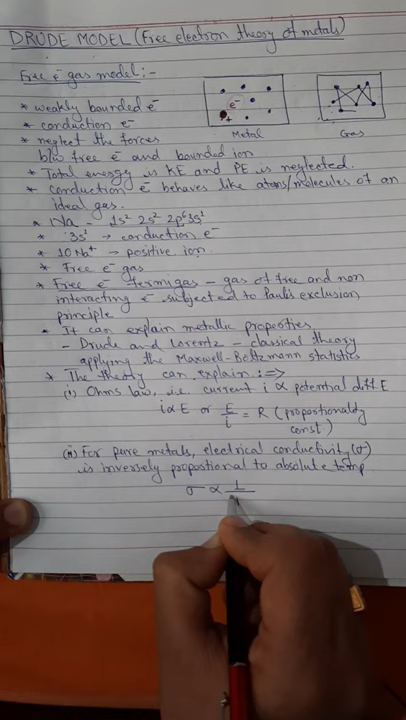 DRUDE MODEL (Free electron theory of metals)
Free e⁻ gas model:-
* weakly bounded e⁻
* conduction e⁻
* neglect the forces
b/w free e⁻ and bounded ion
e⁻
+
Metal
Gas
* Total energy is KE and PE is neglected.
* conduction e⁻ behaves like atoms/molecules of an
ideal gas.
* Na - 1s² 2s² 2p⁶ 3s¹
* 3s¹ → conduction e⁻
* 10 Na⁺ → positive ion
* Free e⁻ gas
* Free e⁻ fermigas - gas of free and non
interacting e⁻ subjected to Pauli's exclusion
principle
* It can explain metallic properties
- Drude and Lorentz - classical theory
applying the Maxwell-Boltzmann statistics
* The theory can explain :=>
(i) Ohms law, i.e. current i ∝ potential diff E
i ∝ E or E/i = R (proportionality
const.)
(ii) For pure metals, electrical conductivity (σ)
is inversely propotional to absolute temp
σ ∝ 1